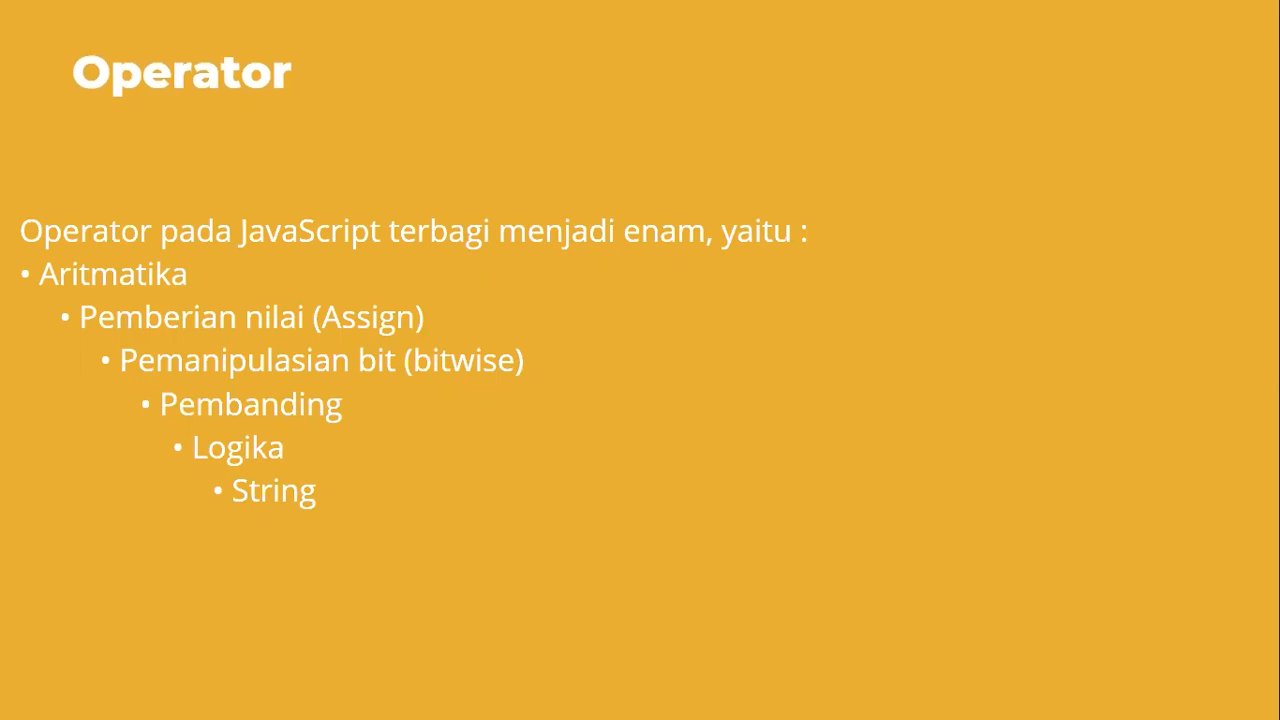 Operator
Operator pada JavaScript terbagi menjadi enam, yaitu :
• Aritmatika
• Pemberian nilai (Assign)
• Pemanipulasian bit (bitwise)
• Pembanding
• Logika
• String